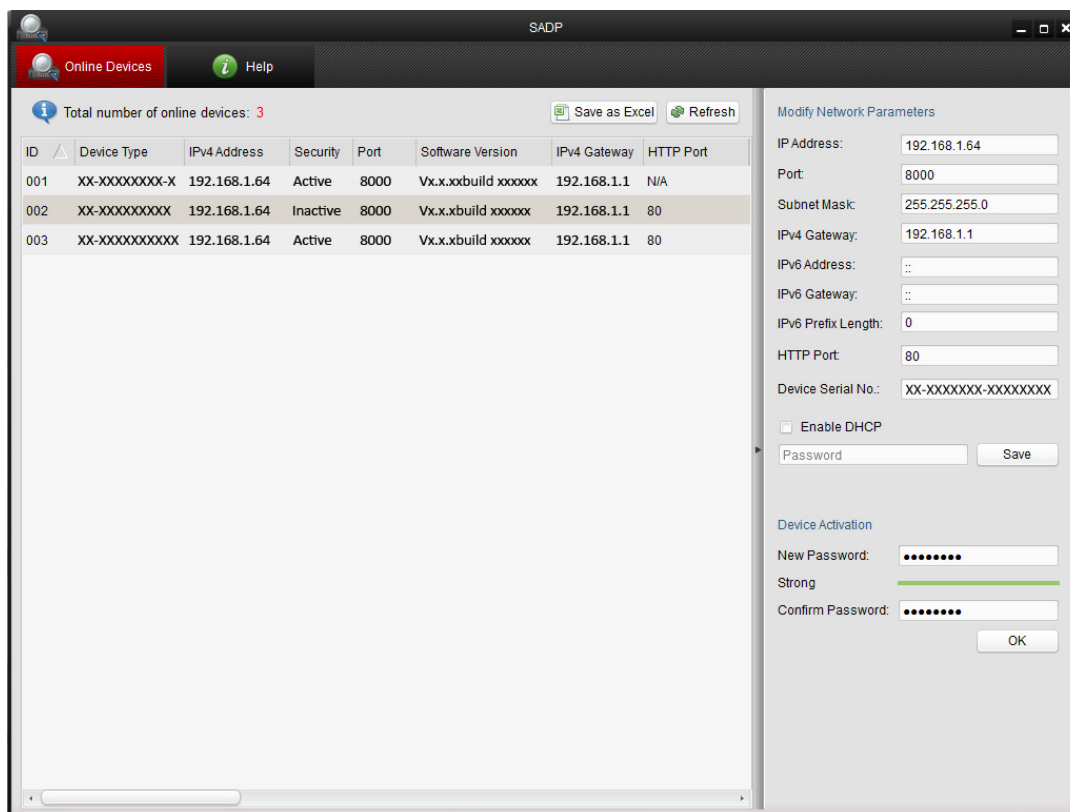 SADP
Online Devices
Help
Total number of online devices: 3
Save as Excel
Refresh
ID Device Type IPv4 Address Security Port Software Version IPv4 Gateway HTTP Port
001 XX-XXXXXXXX-X 192.168.1.64 Active 8000 Vx.x.xxbuild xxxxxx 192.168.1.1 N/A
002 XX-XXXXXXXXX 192.168.1.64 Inactive 8000 Vx.x.xbuild xxxxxx 192.168.1.1 80
003 XX-XXXXXXXXXX 192.168.1.64 Active 8000 Vx.x.xbuild xxxxxx 192.168.1.1 80
Modify Network Parameters
IP Address: 192.168.1.64
Port: 8000
Subnet Mask: 255.255.255.0
IPv4 Gateway: 192.168.1.1
IPv6 Address: ::
IPv6 Gateway: ::
IPv6 Prefix Length: 0
HTTP Port: 80
Device Serial No.: XX-XXXXXXX-XXXXXXXX
Enable DHCP
Password Save
Device Activation
New Password: ●●●●●●●●
Strong
Confirm Password: ●●●●●●●●
OK